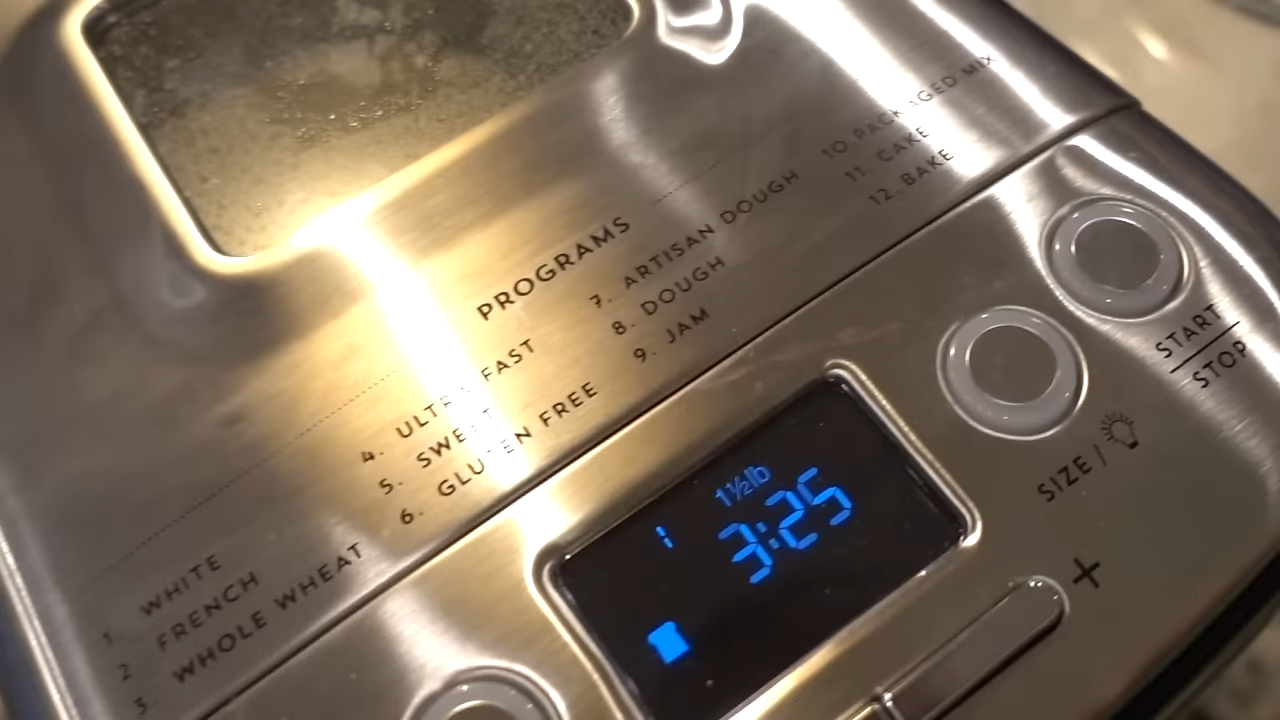 PROGRAMS
1. WHITE
2. FRENCH
3. WHOLE WHEAT
4. ULTRA FAST
5. SWEET
6. GLUTEN FREE
7. ARTISAN DOUGH
8. DOUGH
9. JAM
10. PACKAGED MIX
11. CAKE
12. BAKE
1½lb
1 3:25
START
STOP
SIZE /
+